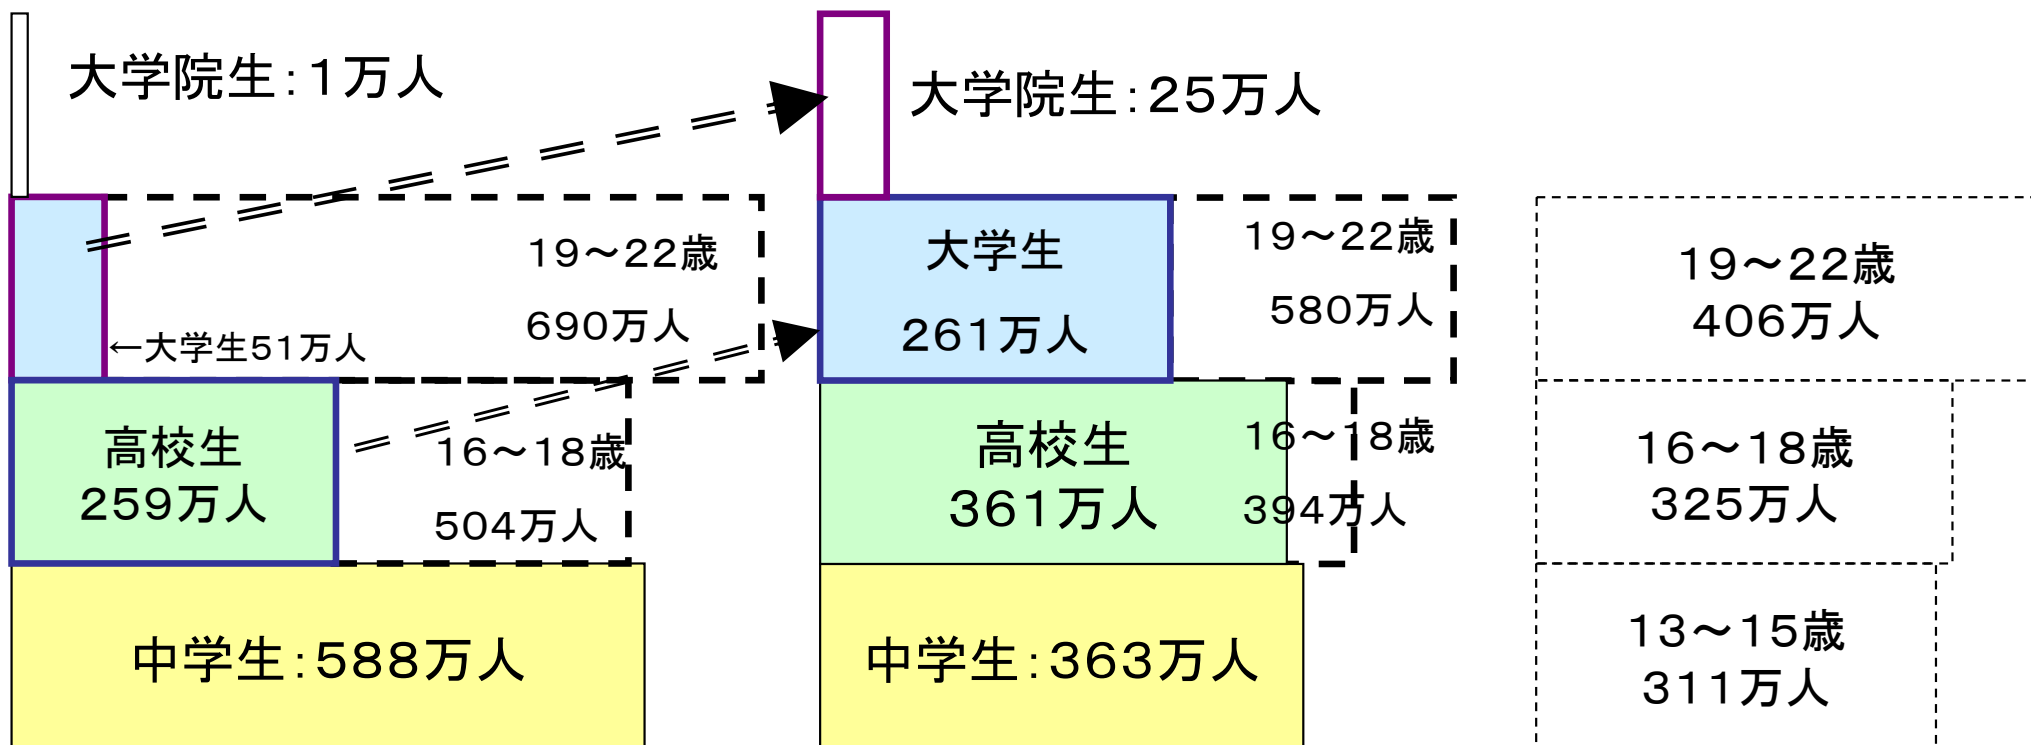 大学院生:1万人
19～22歳
690万人
←大学生51万人
高校生
259万人
16～18歳
504万人
中学生:588万人
大学院生:25万人
大学生
261万人
19～22歳
580万人
高校生
361万人
16～18歳
394万人
中学生:363万人
19～22歳
406万人
16～18歳
325万人
13～15歳
311万人